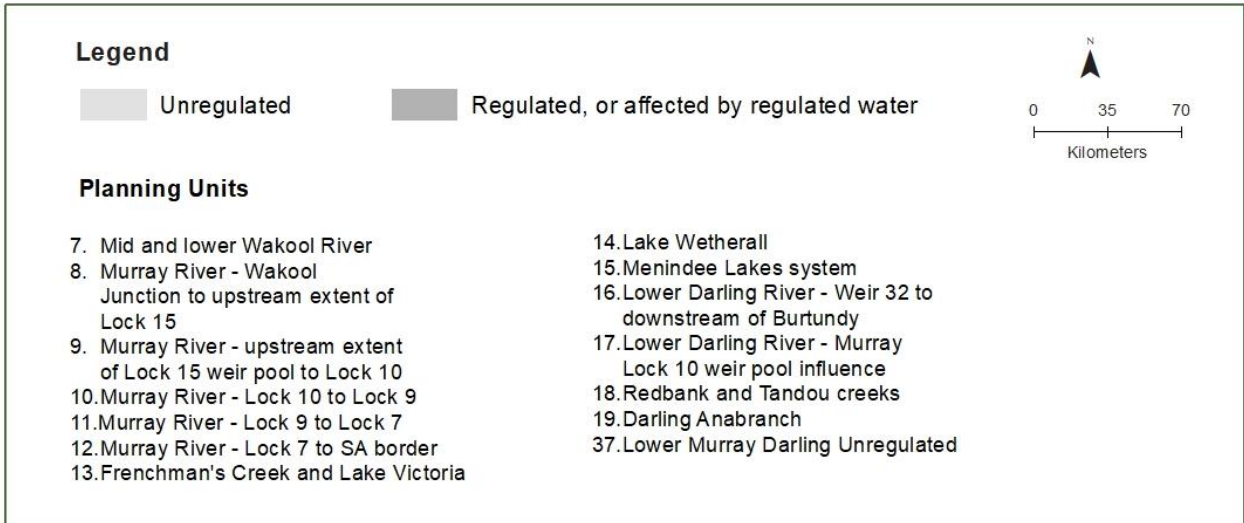 Legend
Unregulated
Regulated, or affected by regulated water
N
0 35 70
Kilometers
Planning Units
7. Mid and lower Wakool River
8. Murray River - Wakool
Junction to upstream extent of
Lock 15
9. Murray River - upstream extent
of Lock 15 weir pool to Lock 10
10.Murray River - Lock 10 to Lock 9
11.Murray River - Lock 9 to Lock 7
12.Murray River - Lock 7 to SA border
13.Frenchman's Creek and Lake Victoria
14.Lake Wetherall
15.Menindee Lakes system
16.Lower Darling River - Weir 32 to
downstream of Burtundy
17.Lower Darling River - Murray
Lock 10 weir pool influence
18.Redbank and Tandou creeks
19.Darling Anabranch
37.Lower Murray Darling Unregulated